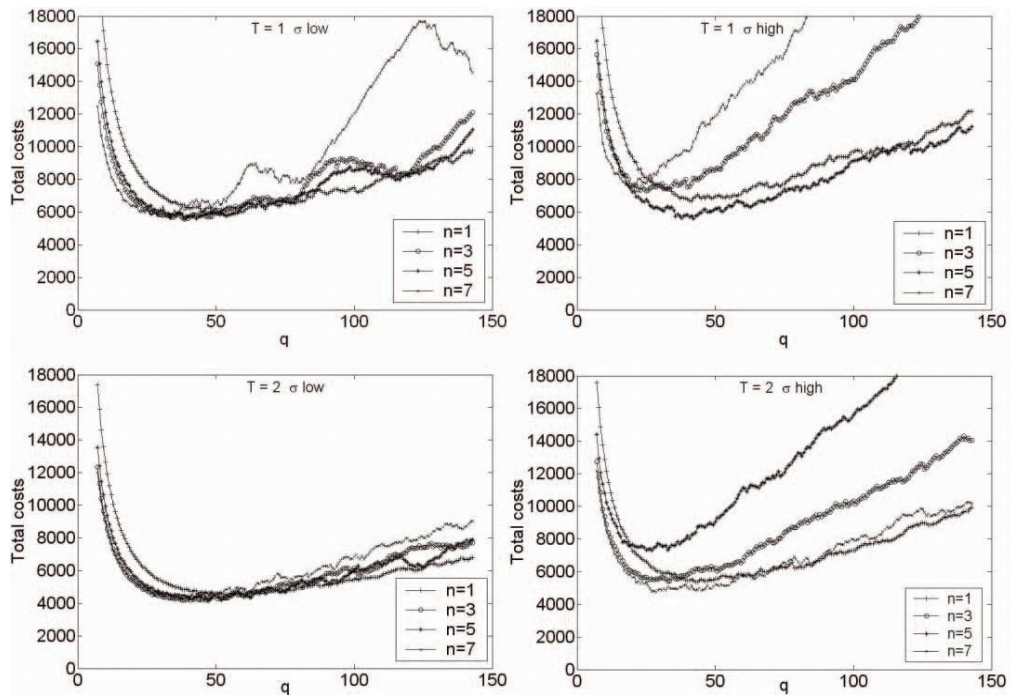 T = 1 σ low
18000
16000
14000
12000
10000
8000
6000
4000
2000
0
Total costs
0
50
100
150
q
n=1
n=3
n=5
n=7
T = 1 σ high
18000
16000
14000
12000
10000
8000
6000
4000
2000
0
Total costs
0
50
100
150
q
n=1
n=3
n=5
n=7
T = 2 σ low
18000
16000
14000
12000
10000
8000
6000
4000
2000
0
Total costs
0
50
100
150
q
n=1
n=3
n=5
n=7
T = 2 σ high
18000
16000
14000
12000
10000
8000
6000
4000
2000
0
Total costs
0
50
100
150
q
n=1
n=3
n=5
n=7